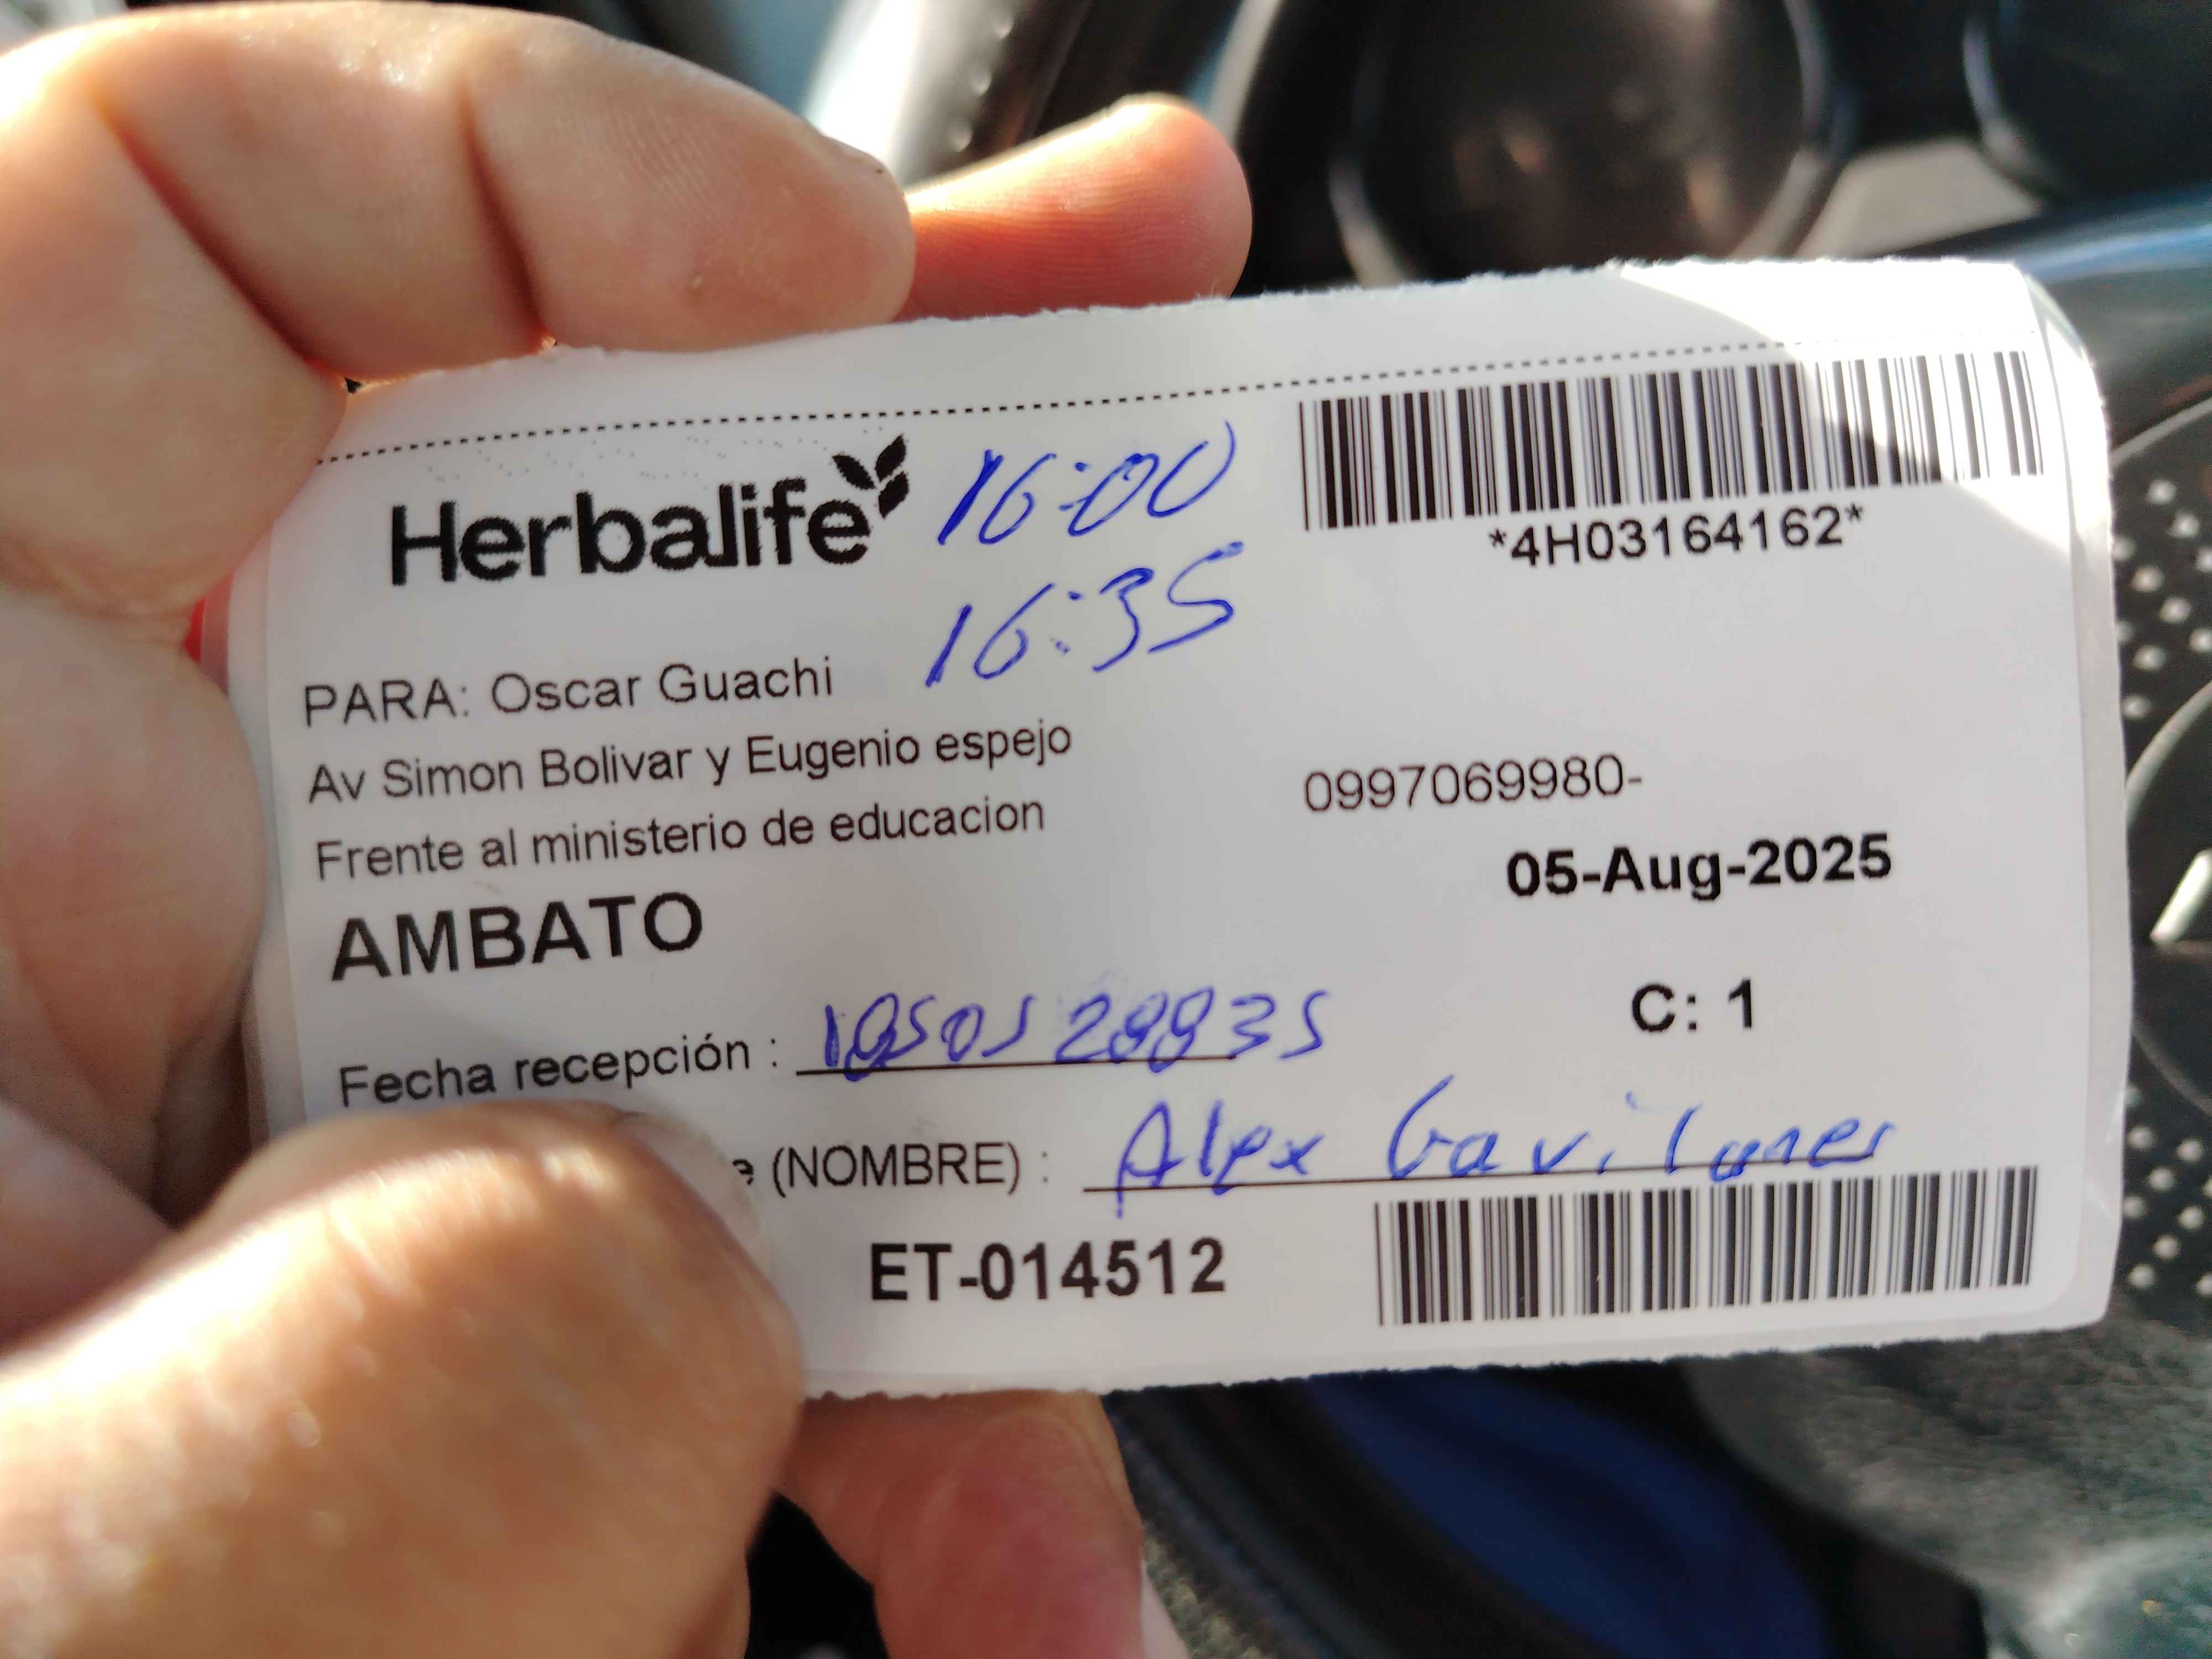 Herbalife
16:00
16:35
*4H03164162*
PARA: Oscar Guachi
Av Simon Bolivar y Eugenio espejo
0997069980-
Frente al ministerio de educacion
05-Aug-2025
AMBATO
C: 1
Fecha recepción :
(NOMBRE) : Alex Gavilanes
ET-014512